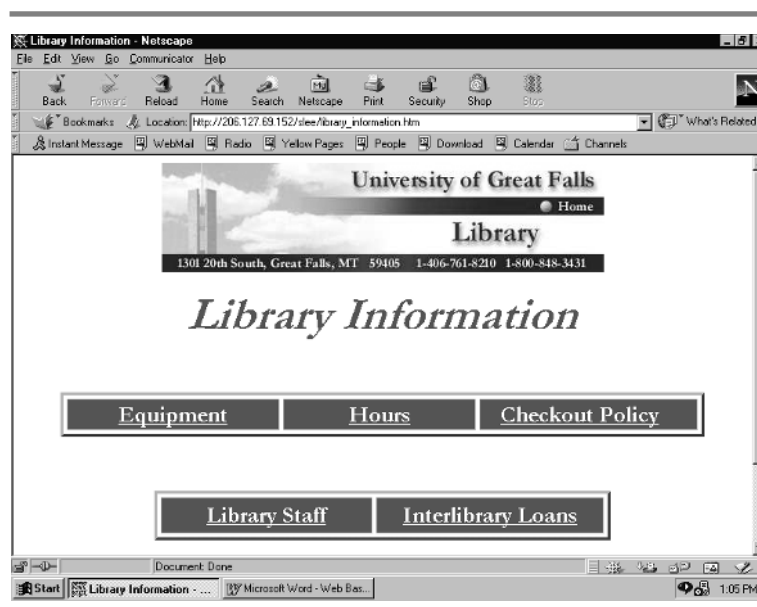 Library Information - Netscape
File Edit View Go Communicator Help
Back Forward Reload Home Search Netscape Print Security Shop Stop
Bookmarks Location: http://206.127.69.152/slee/library_information.htm What's Related
Instant Message WebMail Radio Yellow Pages People Download Calendar Channels
University of Great Falls
Home
Library
1301 20th South, Great Falls, MT 59405 1-406-761-8210 1-800-848-3431
Library Information
Equipment Hours Checkout Policy
Library Staff Interlibrary Loans
Document: Done
Start Library Information - ... Microsoft Word - Web Bas... 1:05 PM